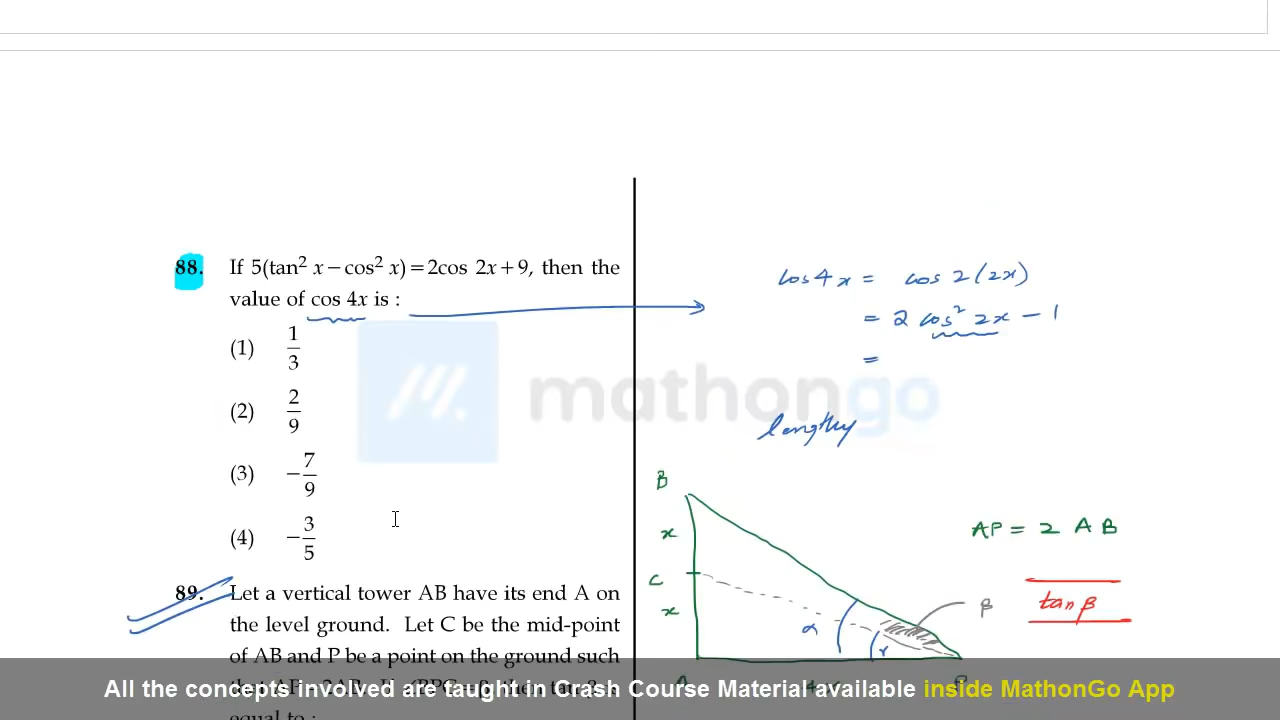 88. If 5(tan² x − cos² x) = 2cos 2x + 9, then the
value of cos 4x is :
(1) 1/3
(2) 2/9
(3) −7/9
(4) −3/5
89. Let a vertical tower AB have its end A on
the level ground. Let C be the mid-point
of AB and P be a point on the ground such
equal to :
cos 4x = cos 2(2x)
= 2 cos² 2x − 1
=
lengthy
B
x
C
x
α
γ
β
AP = 2 AB
tan β
mathongo
All the concepts involved are taught in Crash Course Material available inside MathonGo App